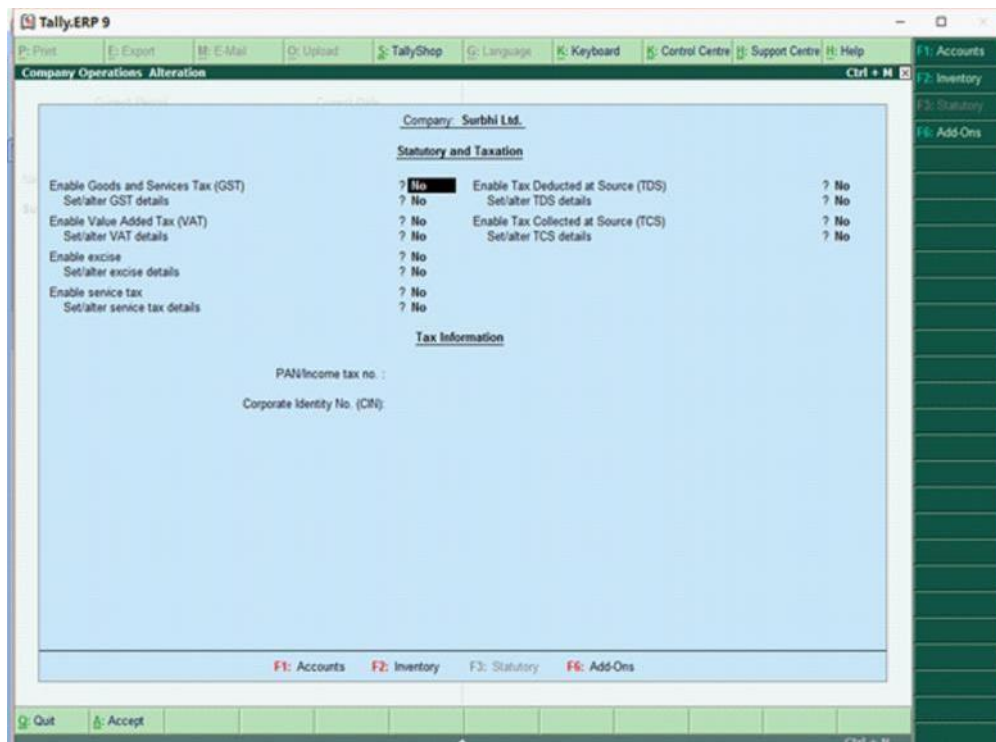 Tally.ERP 9
P: Print E: Export M: E-Mail O: Upload S: TallyShop G: Language K: Keyboard K: Control Centre H: Support Centre H: Help
F1: Accounts
Company Operations Alteration Ctrl + M
F2: Inventory
F3: Statutory
F6: Add-Ons
Company: Surbhi Ltd.
Statutory and Taxation
Enable Goods and Services Tax (GST) ? No Enable Tax Deducted at Source (TDS) ? No
Set/alter GST details ? No Set/alter TDS details ? No
Enable Value Added Tax (VAT) ? No Enable Tax Collected at Source (TCS) ? No
Set/alter VAT details ? No Set/alter TCS details ? No
Enable excise ? No
Set/alter excise details ? No
Enable service tax ? No
Set/alter service tax details ? No
Tax Information
PAN/Income tax no. :
Corporate Identity No. (CIN):
F1: Accounts F2: Inventory F3: Statutory F6: Add-Ons
Q: Quit A: Accept